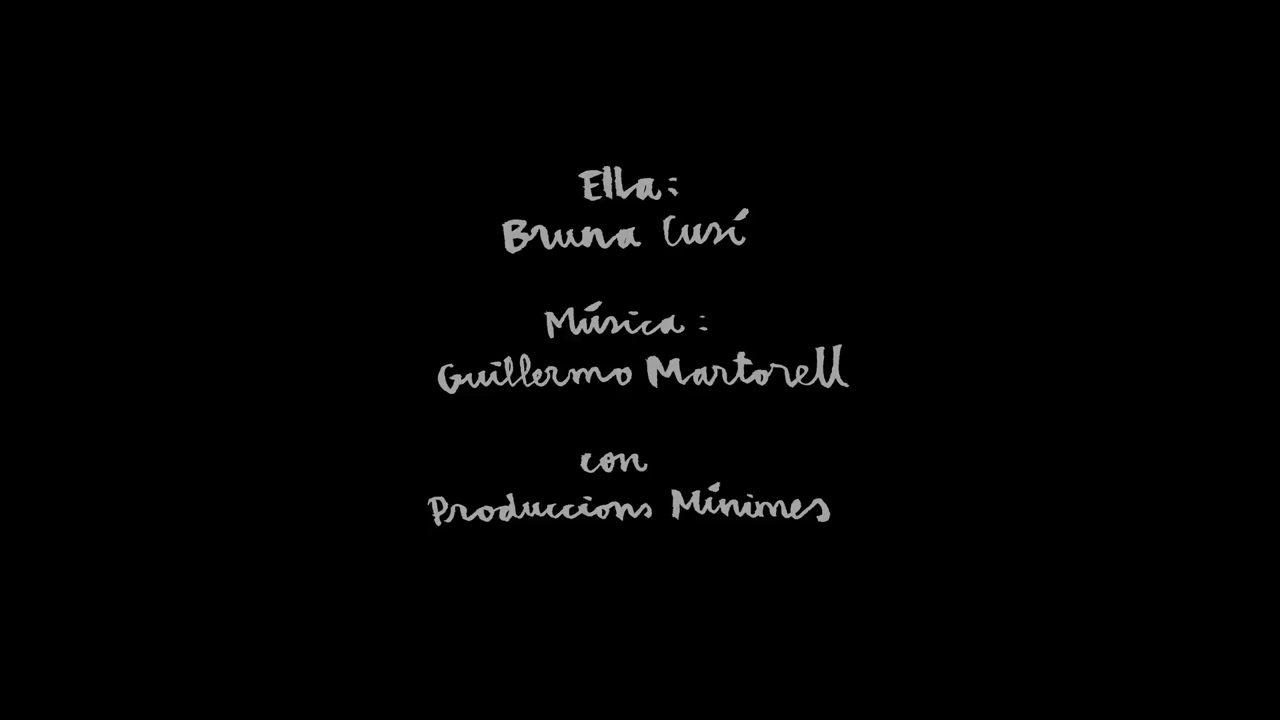 Ella:
Bruna Cusí
Música:
Guillermo Martorell
con
Produccions Mínimes